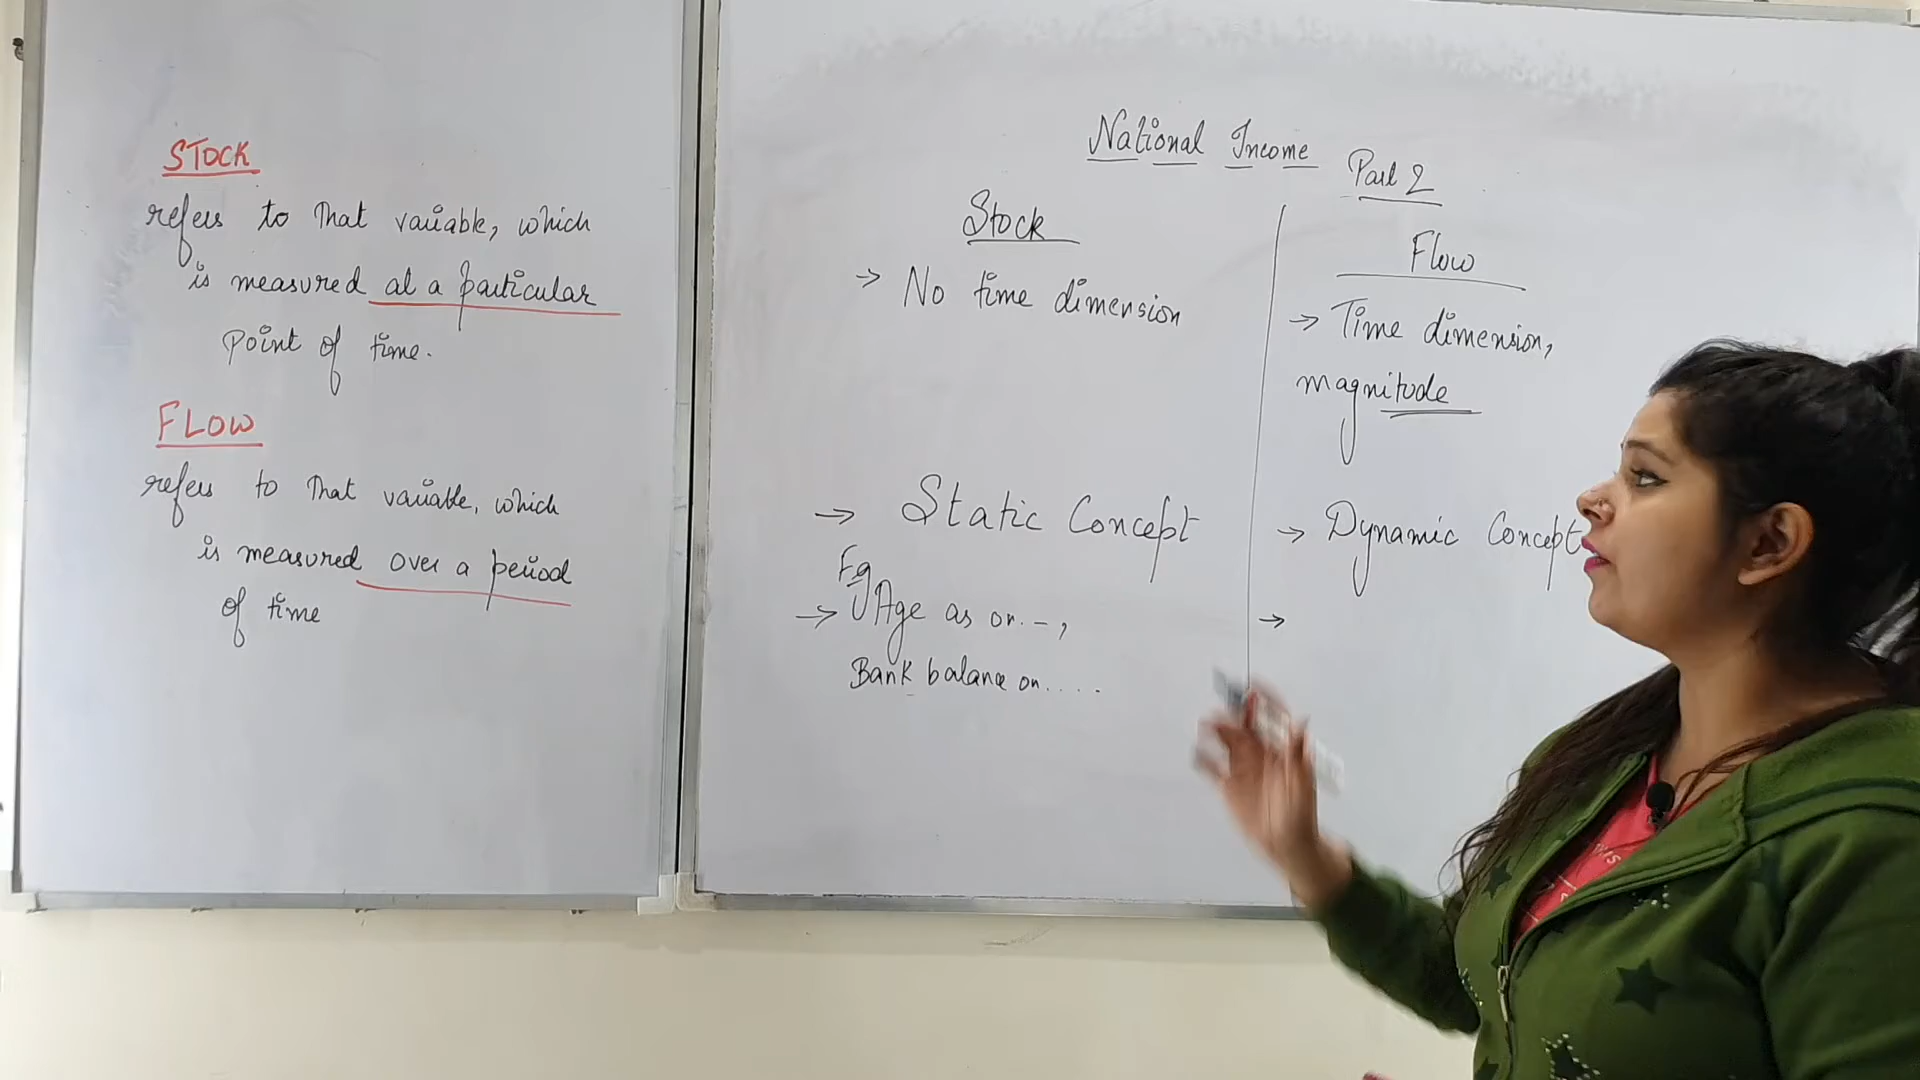 STOCK
refers to that variable, which
is measured at a particular
point of time.
FLOW
refers to that variable, which
is measured over a period
of time
National Income
Part 2
Stock
→ No time dimension
→ Static Concept
Eg
→ Age as on..-,
Bank balance on.....
Flow
→ Time dimension,
magnitude
→ Dynamic Concept
→